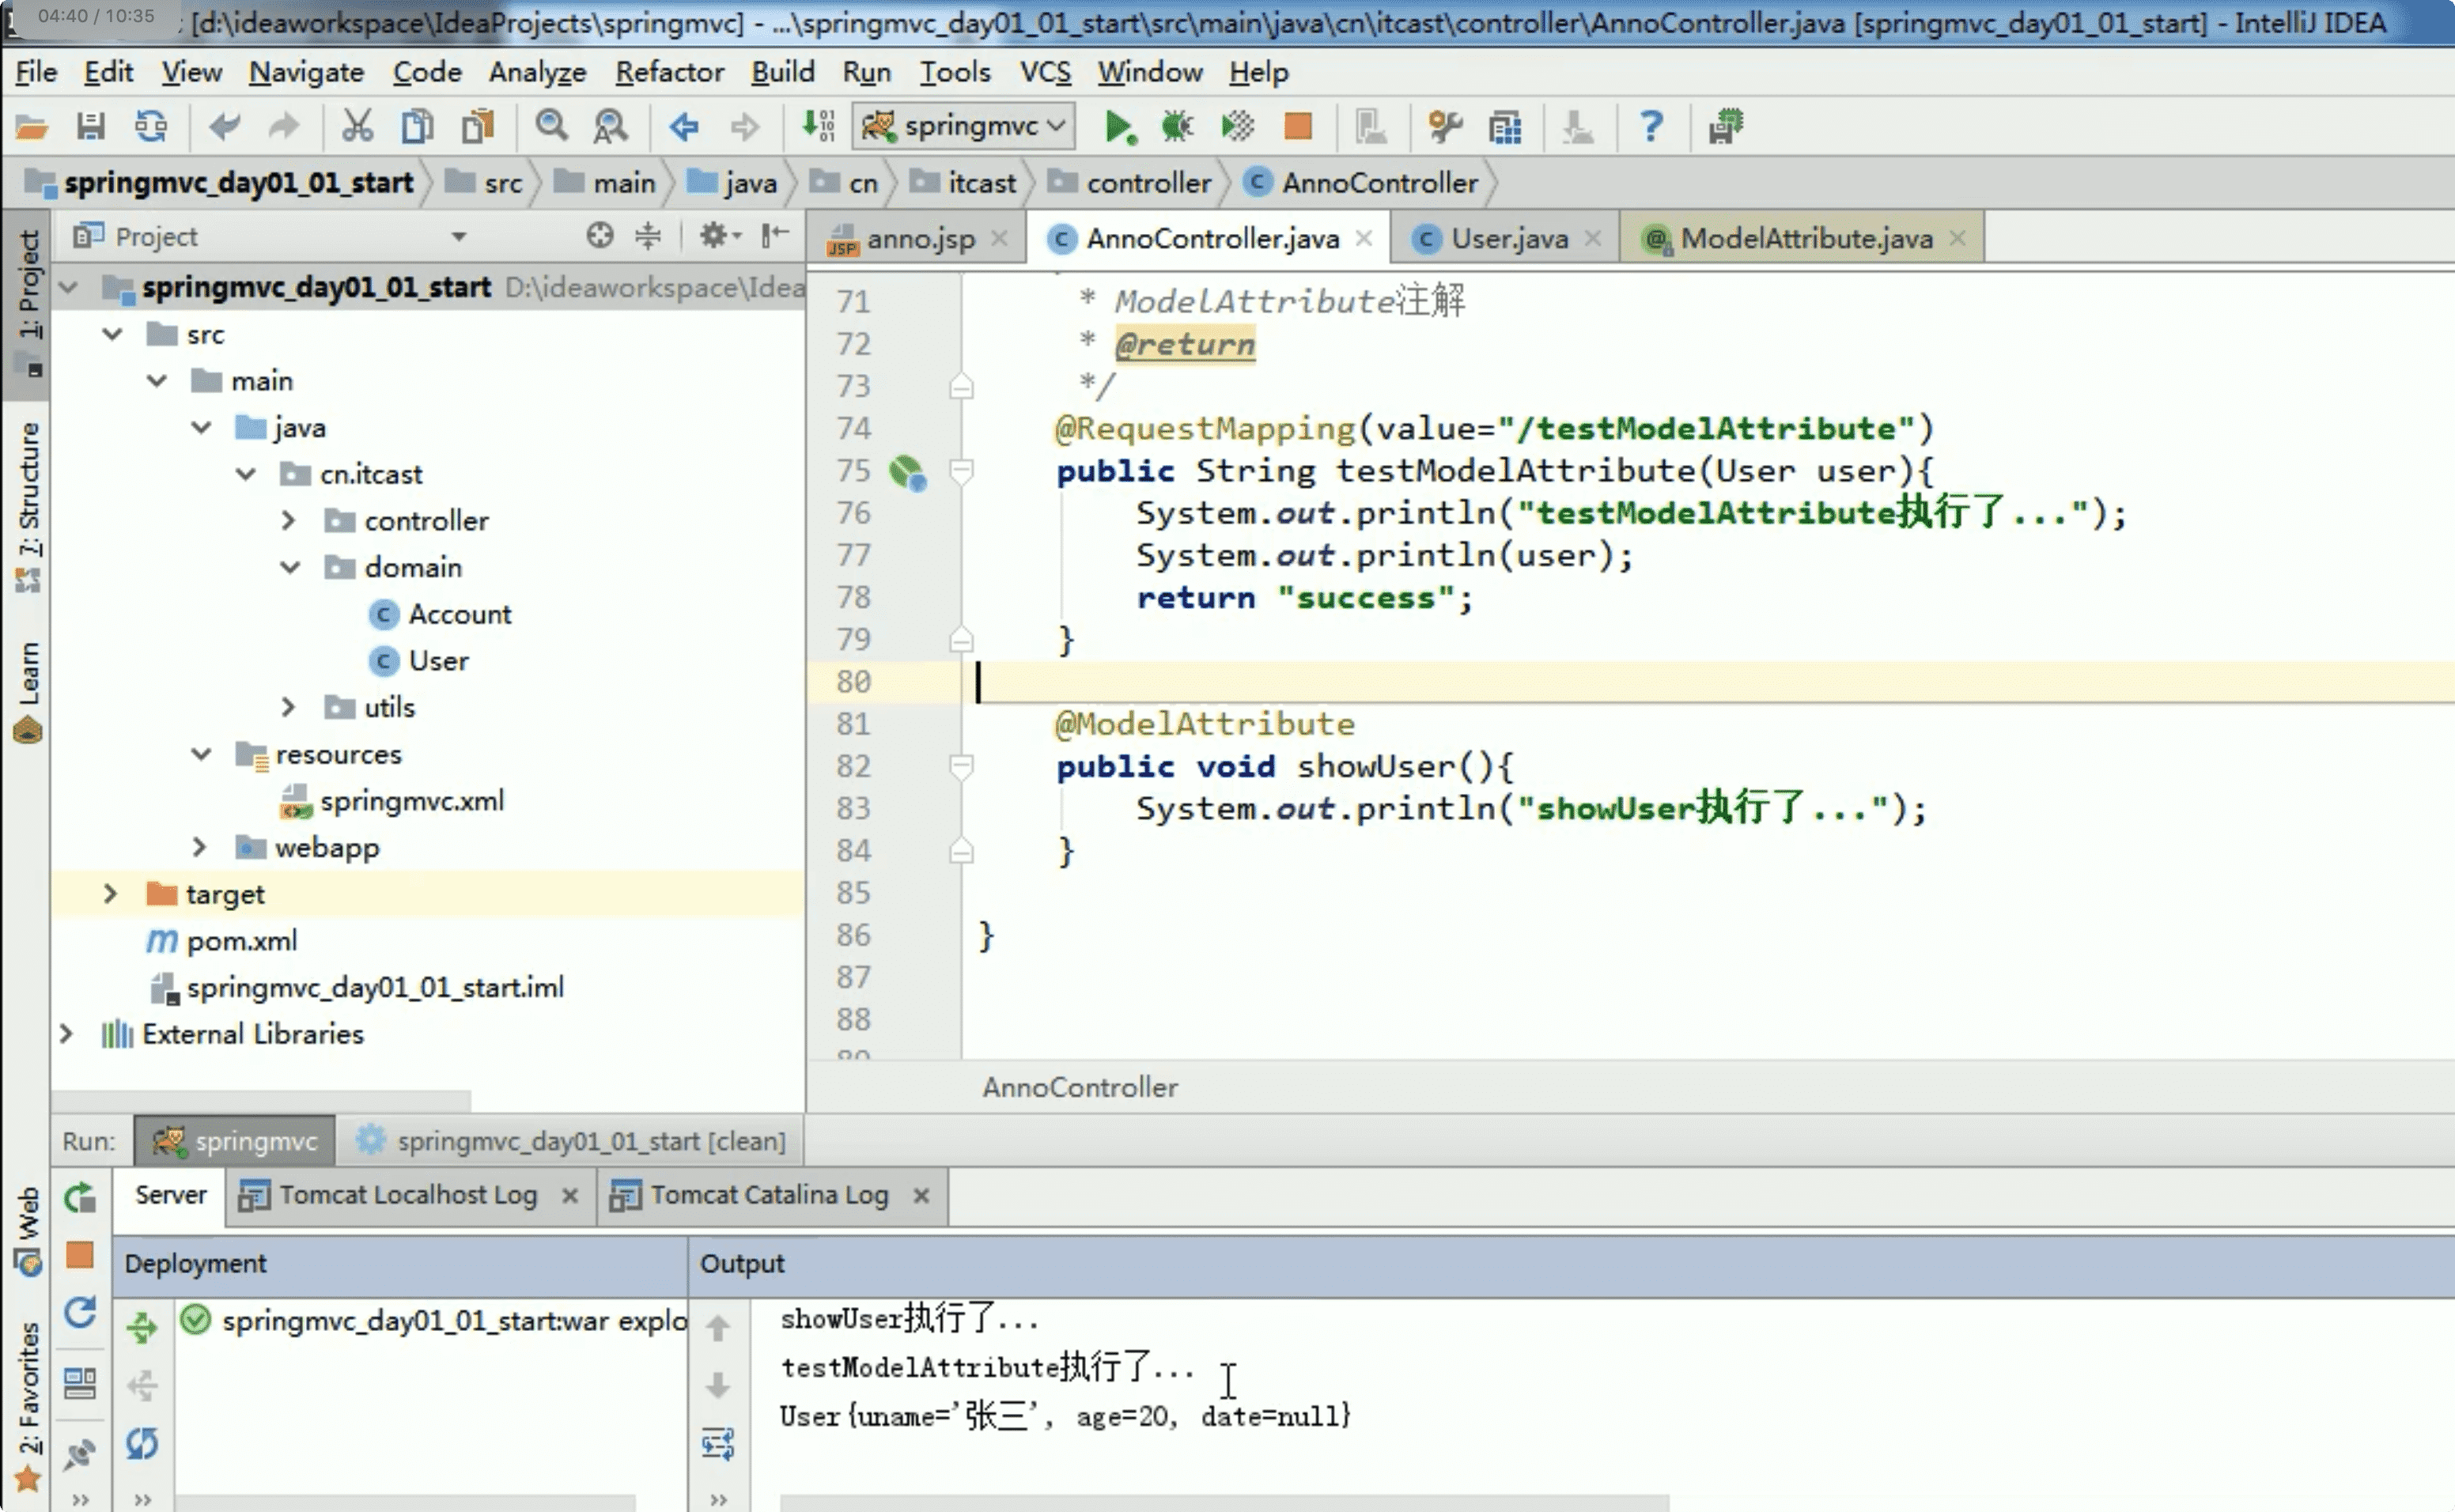 04:40 / 10:35
[d:\ideaworkspace\IdeaProjects\springmvc] - ...\springmvc_day01_01_start\src\main\java\cn\itcast\controller\AnnoController.java [springmvc_day01_01_start] - IntelliJ IDEA
File Edit View Navigate Code Analyze Refactor Build Run Tools VCS Window Help
springmvc
springmvc_day01_01_start src main java cn itcast controller AnnoController
1: Project
7: Structure
Learn
Web
2: Favorites
Project
springmvc_day01_01_start D:\ideaworkspace\Idea
src
main
java
cn.itcast
controller
domain
Account
User
utils
resources
springmvc.xml
webapp
target
pom.xml
springmvc_day01_01_start.iml
External Libraries
anno.jsp AnnoController.java User.java ModelAttribute.java
71 * ModelAttribute注解
72 * @return
73 */
74 @RequestMapping(value="/testModelAttribute")
75 public String testModelAttribute(User user){
76 System.out.println("testModelAttribute执行了...");
77 System.out.println(user);
78 return "success";
79 }
80
81 @ModelAttribute
82 public void showUser(){
83 System.out.println("showUser执行了...");
84 }
85
86 }
87
88
89
AnnoController
Run: springmvc springmvc_day01_01_start [clean]
Server Tomcat Localhost Log Tomcat Catalina Log
Deployment Output
springmvc_day01_01_start:war explo
showUser执行了...
testModelAttribute执行了...
User{uname='张三', age=20, date=null}